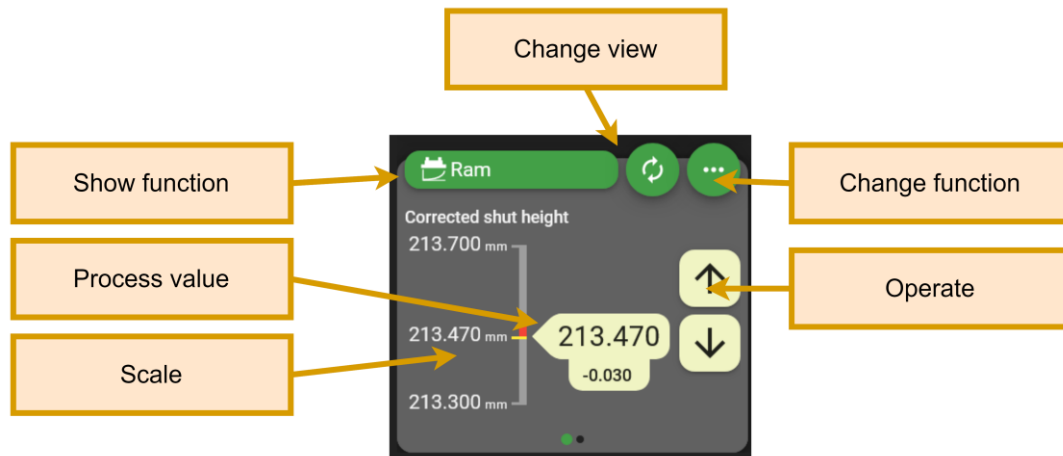 Change view
Show function
Ram
Change function
Corrected shut height
213.700 mm
Process value
Operate
213.470 mm
213.470
Scale
-0.030
213.300 mm